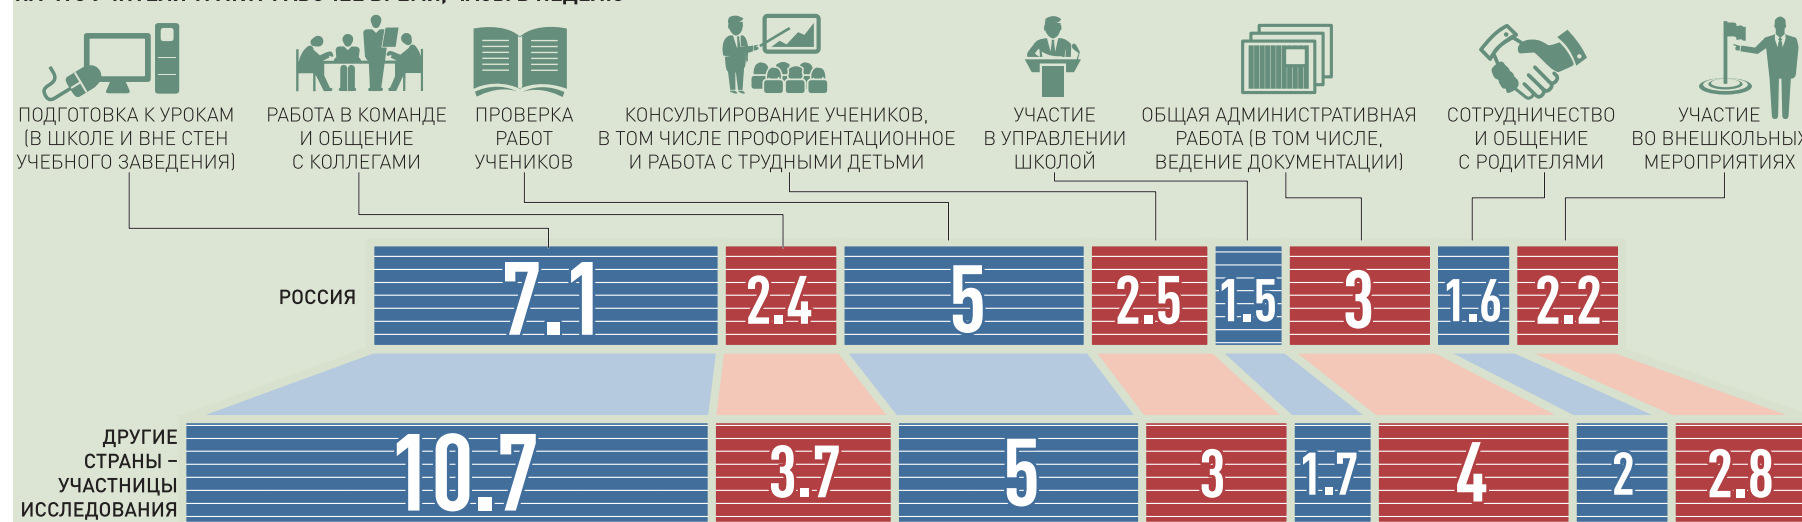 ПОДГОТОВКА К УРОКАМ
(В ШКОЛЕ И ВНЕ СТЕН
УЧЕБНОГО ЗАВЕДЕНИЯ)
РАБОТА В КОМАНДЕ
И ОБЩЕНИЕ
С КОЛЛЕГАМИ
ПРОВЕРКА
РАБОТ
УЧЕНИКОВ
КОНСУЛЬТИРОВАНИЕ УЧЕНИКОВ,
В ТОМ ЧИСЛЕ ПРОФОРИЕНТАЦИОННОЕ
И РАБОТА С ТРУДНЫМИ ДЕТЬМИ
УЧАСТИЕ
В УПРАВЛЕНИИ
ШКОЛОЙ
ОБЩАЯ АДМИНИСТРАТИВНАЯ
РАБОТА (В ТОМ ЧИСЛЕ,
ВЕДЕНИЕ ДОКУМЕНТАЦИИ)
СОТРУДНИЧЕСТВО
И ОБЩЕНИЕ
С РОДИТЕЛЯМИ
УЧАСТИЕ
ВО ВНЕШКОЛЬНЫХ
МЕРОПРИЯТИЯХ
РОССИЯ
7.1
2.4
5
2.5
1.5
3
1.6
2.2
ДРУГИЕ
СТРАНЫ –
УЧАСТНИЦЫ
ИССЛЕДОВАНИЯ
10.7
3.7
5
3
1.7
4
2
2.8